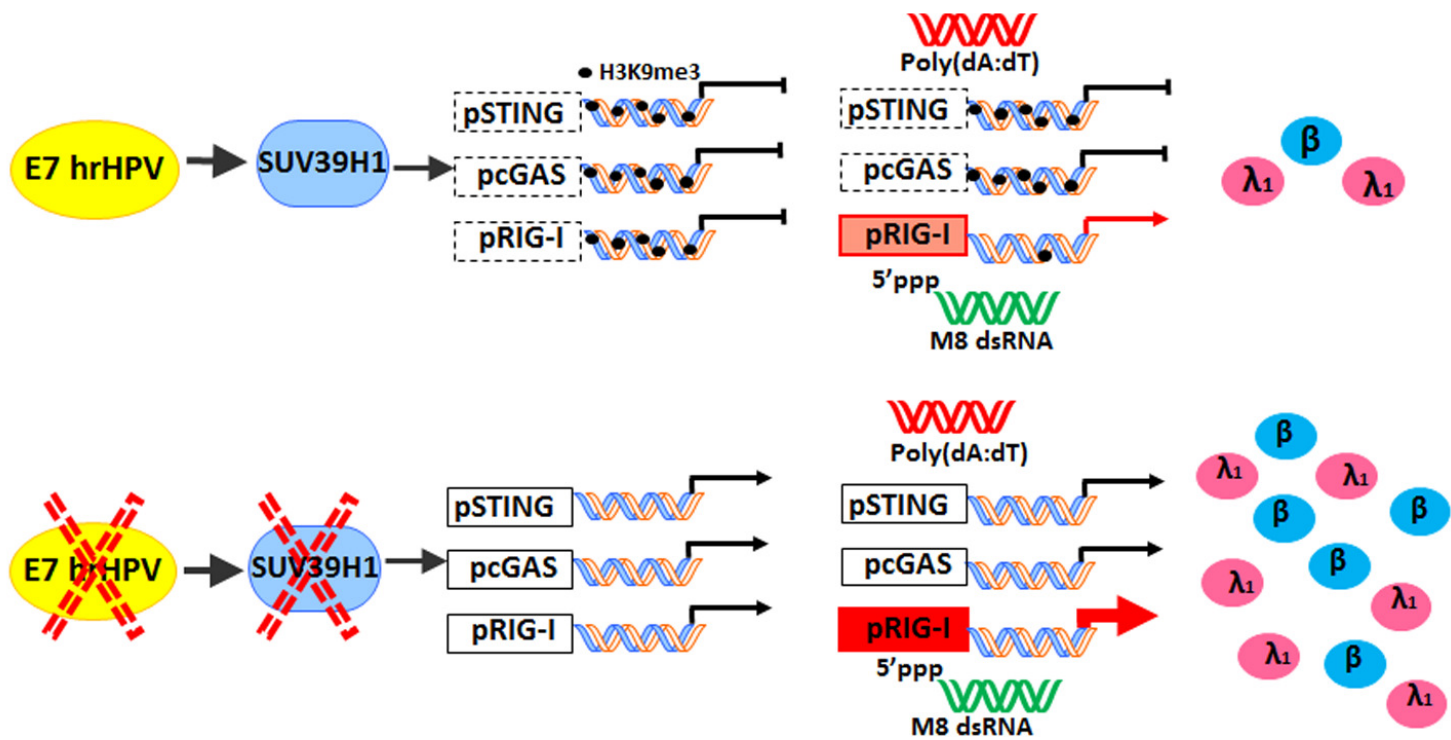 E7 hrHPV
SUV39H1
H3K9me3
pSTING
pcGAS
pRIG-I
Poly(dA:dT)
pSTING
pcGAS
pRIG-I
5’ppp
M8 dsRNA
β
λ1
λ1
E7 hrHPV
SUV39H1
pSTING
pcGAS
pRIG-I
Poly(dA:dT)
pSTING
pcGAS
pRIG-I
5’ppp
M8 dsRNA
β
λ1
λ1
β
β
β
λ1
λ1
λ1
β
λ1